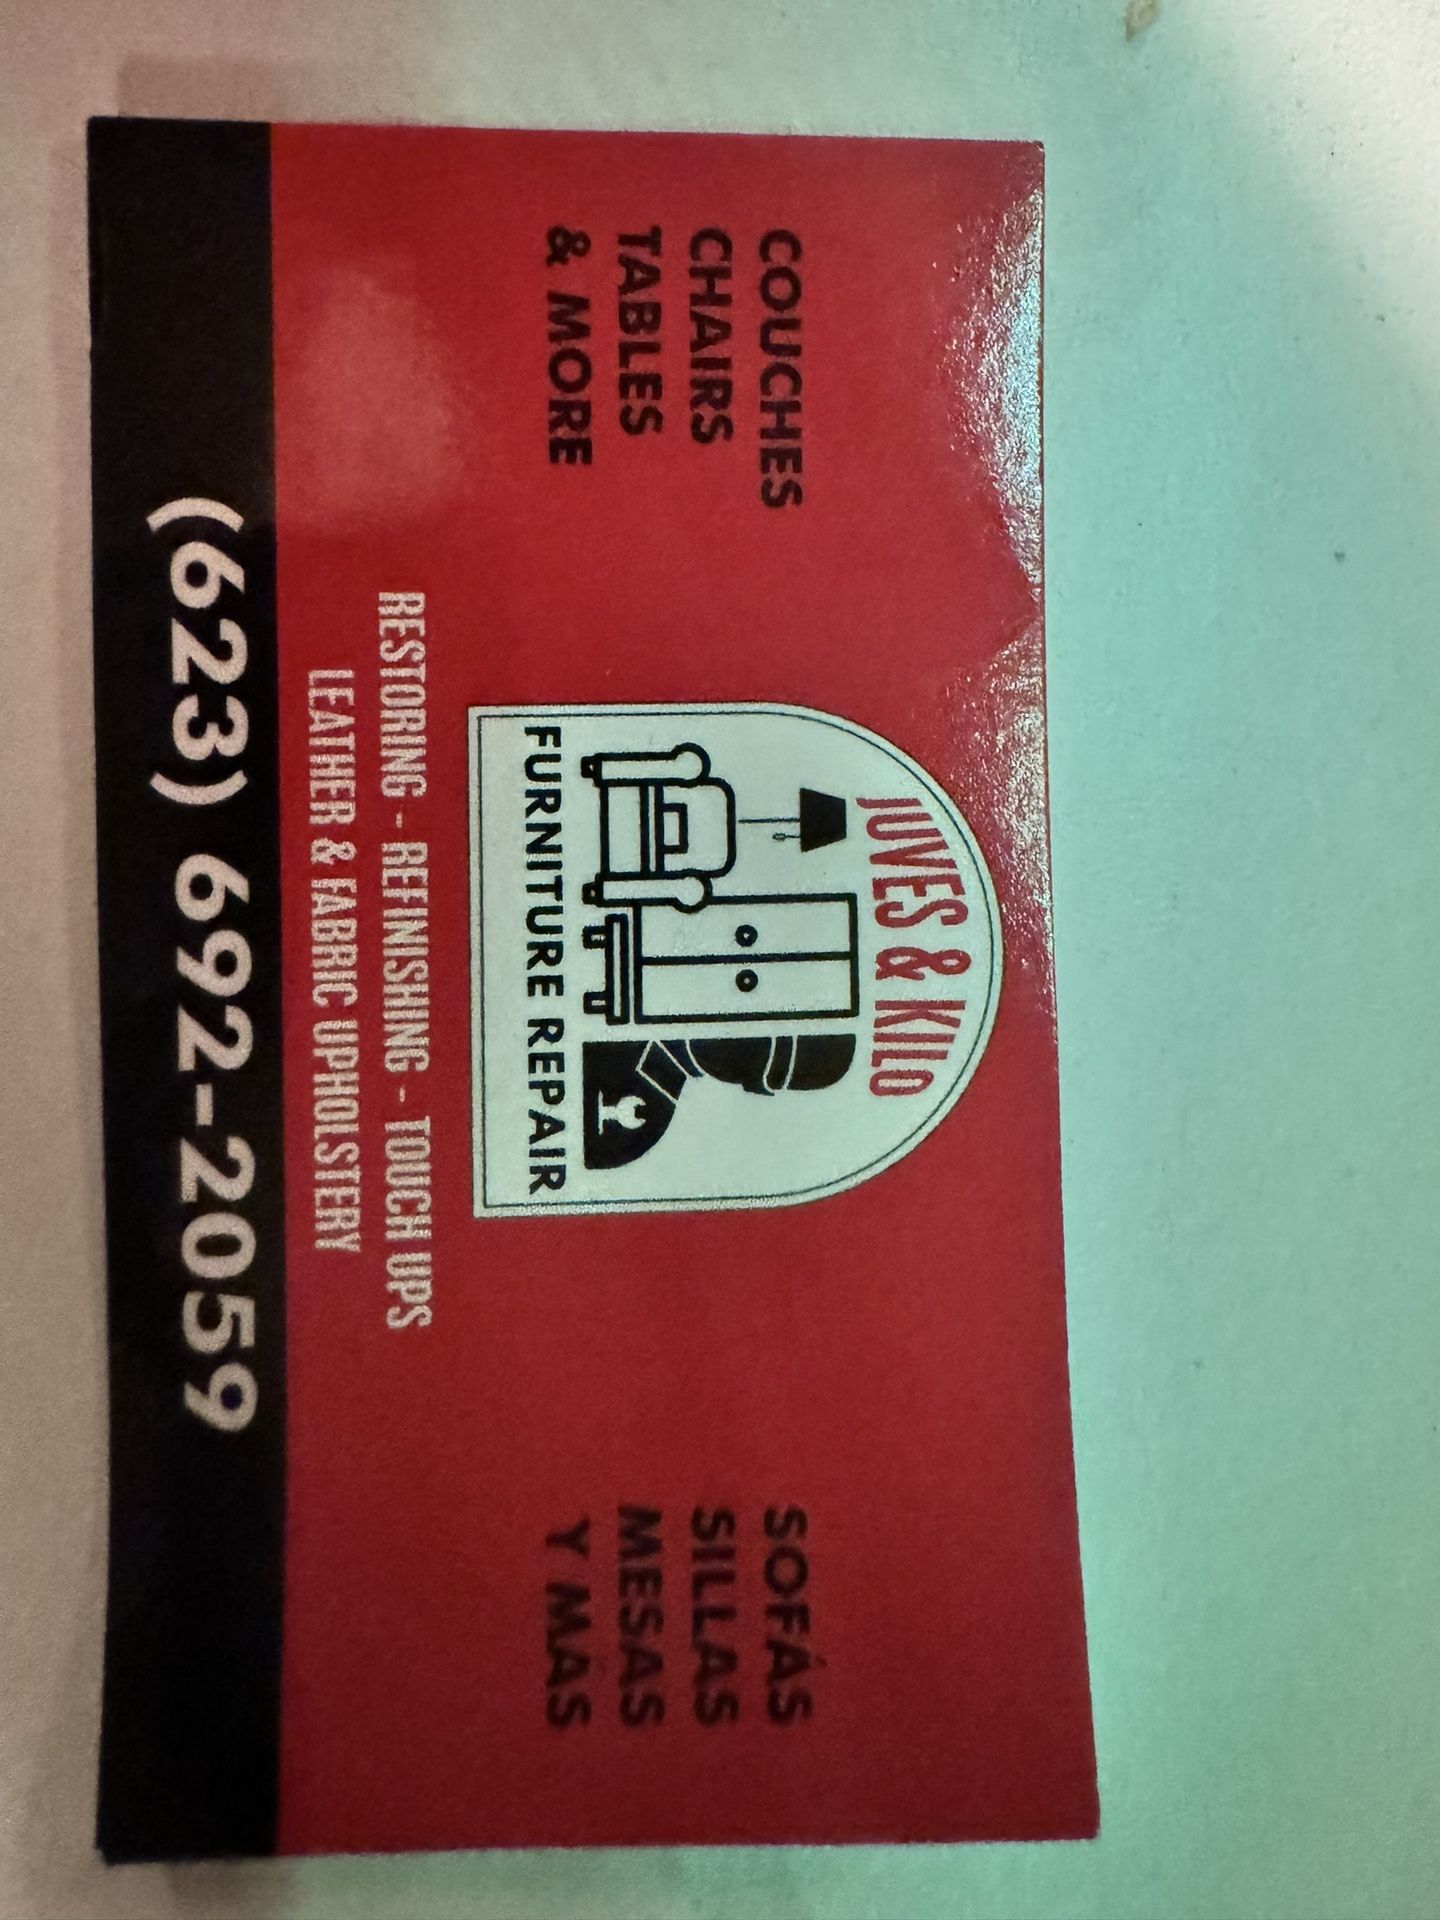 JUVES & KILO
FURNITURE REPAIR
COUCHES
CHAIRS
TABLES
& MORE
SOFÁS
SILLAS
MESAS
Y MÁS
RESTORING - REFINISHING - TOUCH UPS
LEATHER & FABRIC UPHOLSTERY
(623) 692-2059